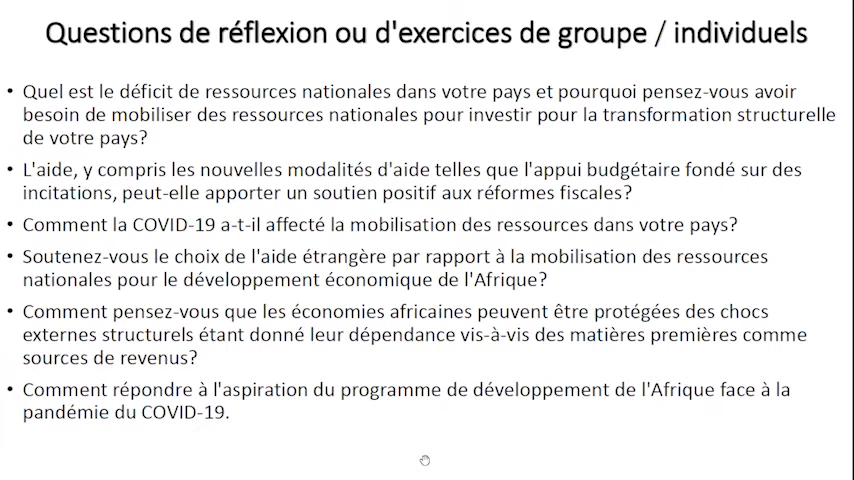 Questions de réflexion ou d'exercices de groupe / individuels
• Quel est le déficit de ressources nationales dans votre pays et pourquoi pensez-vous avoir
besoin de mobiliser des ressources nationales pour investir pour la transformation structurelle
de votre pays?
• L'aide, y compris les nouvelles modalités d'aide telles que l'appui budgétaire fondé sur des
incitations, peut-elle apporter un soutien positif aux réformes fiscales?
• Comment la COVID-19 a-t-il affecté la mobilisation des ressources dans votre pays?
• Soutenez-vous le choix de l'aide étrangère par rapport à la mobilisation des ressources
nationales pour le développement économique de l'Afrique?
• Comment pensez-vous que les économies africaines peuvent être protégées des chocs
externes structurels étant donné leur dépendance vis-à-vis des matières premières comme
sources de revenus?
• Comment répondre à l'aspiration du programme de développement de l'Afrique face à la
pandémie du COVID-19.